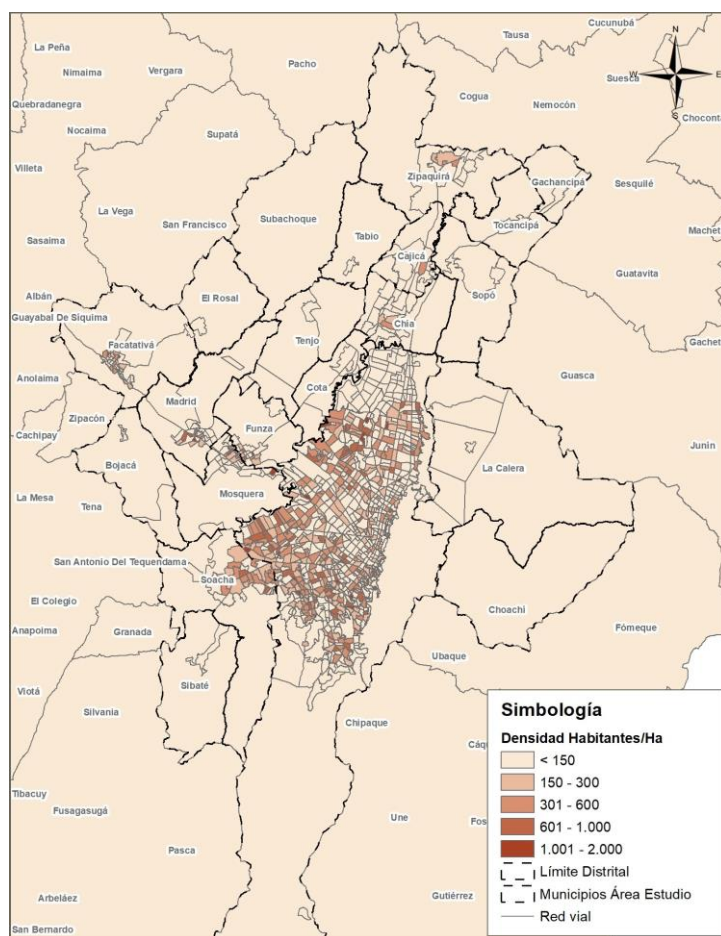 Cucunubá
Tausa
La Peña
Pacho
N
Nimaima
Vergara
Suesca
W
E
Cogua
Quebradanegra
Nemocón
S
Nocaima
Supatá
Villeta
Zipaquirá
Gachancipá
Sesquilé
La Vega
Subachoque
San Francisco
Tabio
Tocancipá
Sasaima
Cajicá
Guatavita
Albán
El Rosal
Sopó
Guayabal De Siquima
Chia
Facatativá
Tenjo
Guasca
Anolaima
Cota
Madrid
Zipacón
Funza
Cachipay
Junin
Bojacá
La Calera
La Mesa
Mosquera
Tena
San Antonio Del Tequendama
Soacha
El Colegio
Choachi
Anapoima
Granada
Fómeque
Ubaque
Sibaté
Viotá
Silvania
Chipaque
Tibacuy
Fusagasugá
Une
Pasca
Arbeláez
Gutiérrez
San Bernardo
Simbología
Densidad Habitantes/Ha
< 150
150 - 300
301 - 600
601 - 1.000
1.001 - 2.000
Límite Distrital
Municipios Área Estudio
Red vial